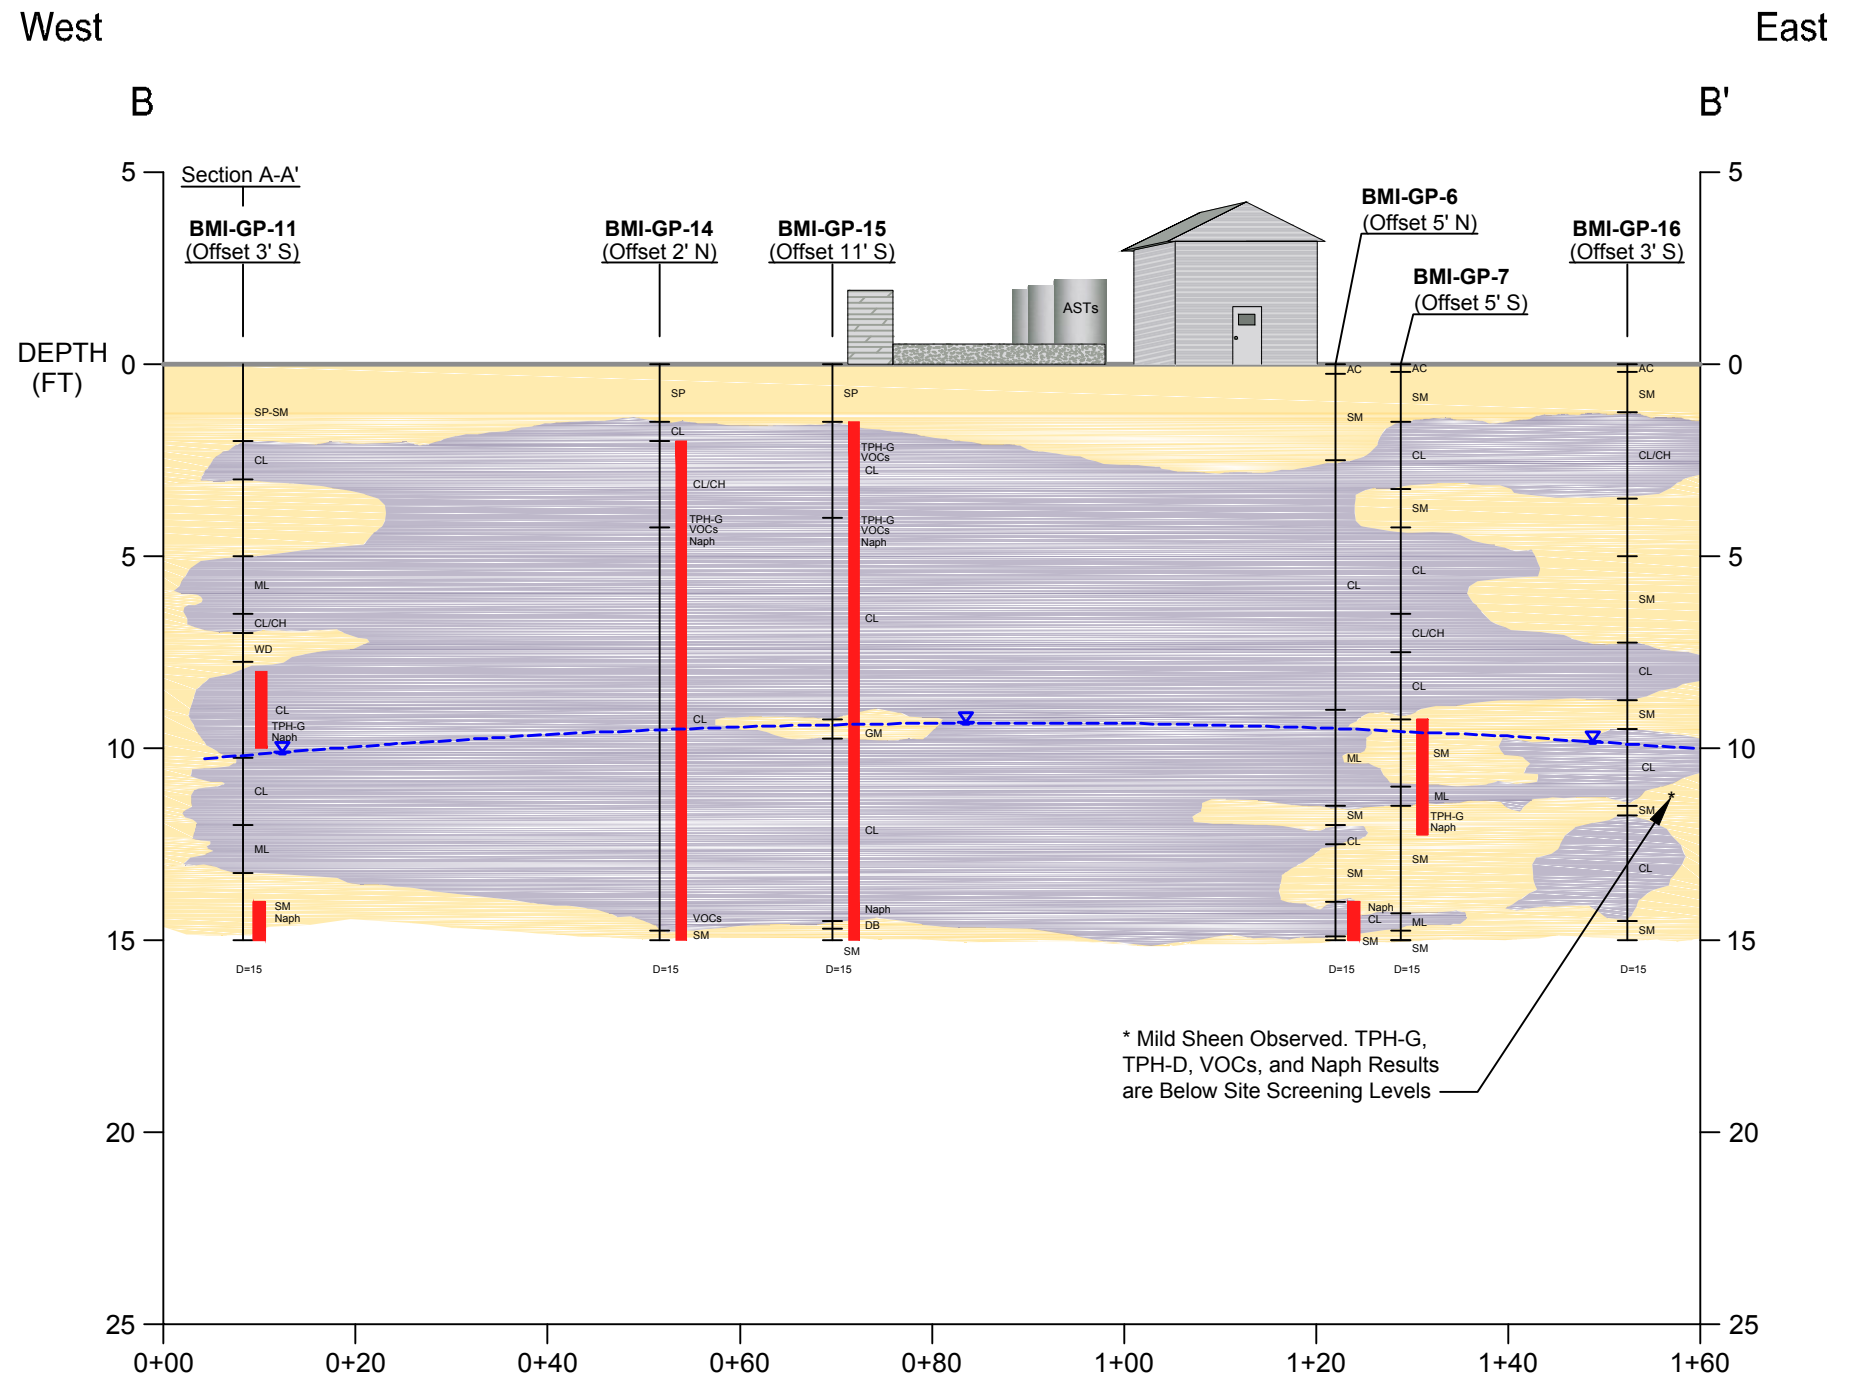 West
East
B
B'
5
5
Section A-A'
BMI-GP-11
(Offset 3' S)
BMI-GP-14
(Offset 2' N)
BMI-GP-15
(Offset 11' S)
BMI-GP-6
(Offset 5' N)
BMI-GP-7
(Offset 5' S)
BMI-GP-16
(Offset 3' S)
ASTs
DEPTH
(FT)
0
0
5
5
10
10
15
15
20
20
25
25
SP-SM
CL
ML
CL/CH
WD
CL
TPH-G
Naph
CL
ML
SM
Naph
D=15
SP
CL
CL/CH
TPH-G
VOCs
Naph
CL
VOCs
SM
D=15
SP
TPH-G
VOCs
CL
TPH-G
VOCs
Naph
CL
GM
CL
Naph
DB
SM
D=15
AC
SM
CL
ML
SM
CL
SM
Naph
CL
SM
D=15
AC
SM
CL
SM
CL
CL/CH
CL
SM
ML
TPH-G
Naph
SM
ML
SM
D=15
AC
SM
CL/CH
SM
CL
SM
CL
*
SM
CL
SM
D=15
* Mild Sheen Observed. TPH-G,
TPH-D, VOCs, and Naph Results
are Below Site Screening Levels
0+00
0+20
0+40
0+60
0+80
1+00
1+20
1+40
1+60